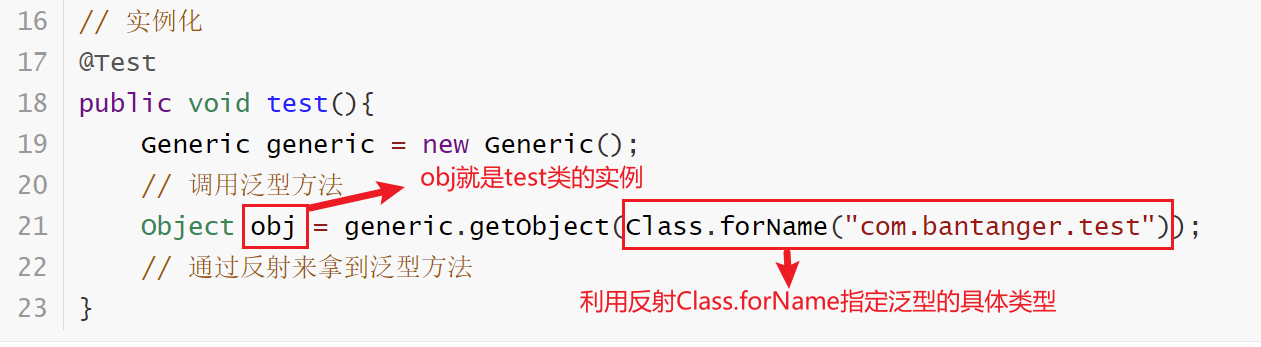 16 // 实例化
17 @Test
18 public void test(){
19 Generic generic = new Generic();
20 // 调用泛型方法
obj就是test类的实例
21 Object obj = generic.getObject(Class.forName("com.bantanger.test"));
22 // 通过反射来拿到泛型方法
利用反射Class.forName指定泛型的具体类型
23 }